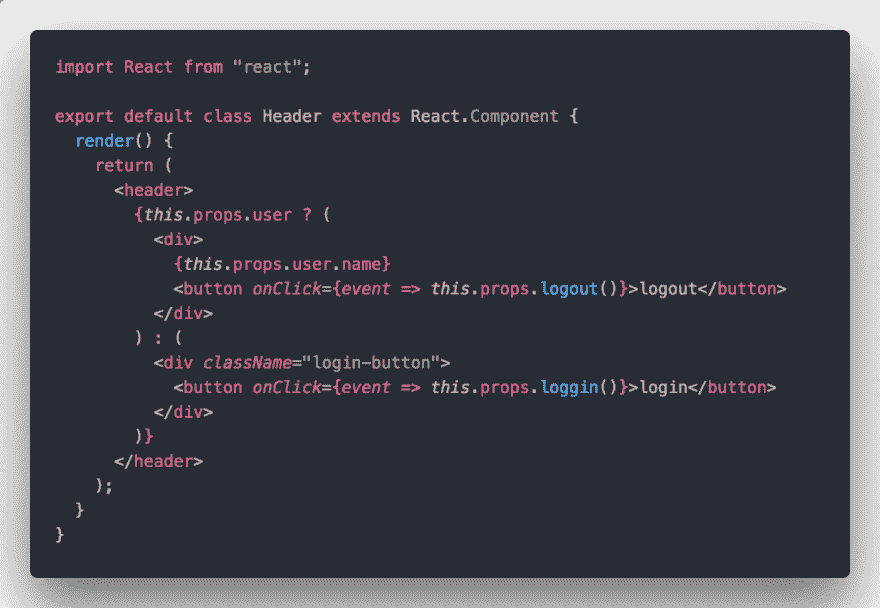 import React from "react";

export default class Header extends React.Component {
  render() {
    return (
      <header>
        {this.props.user ? (
          <div>
            {this.props.user.name}
            <button onClick={event => this.props.logout()}>logout</button>
          </div>
        ) : (
          <div className="login-button">
            <button onClick={event => this.props.loggin()}>login</button>
          </div>
        )}
      </header>
    );
  }
}